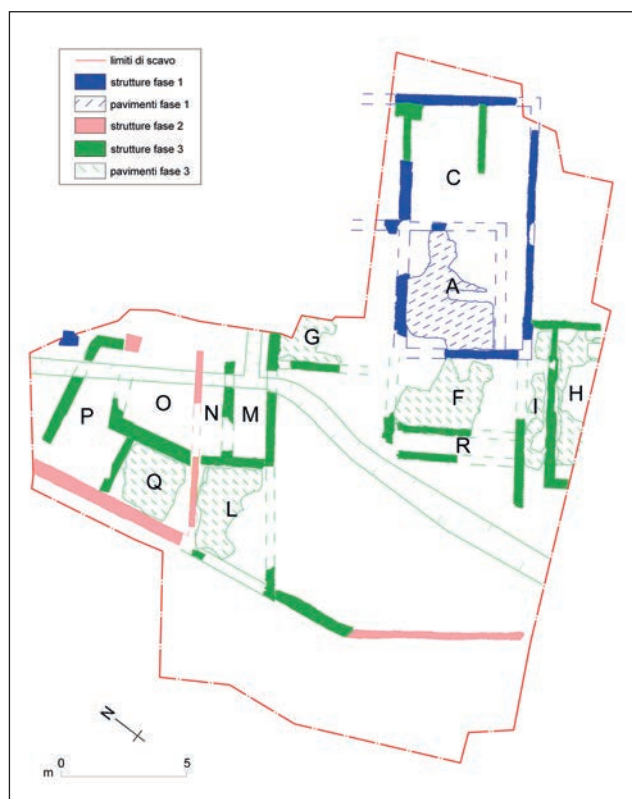 limiti di scavo
strutture fase 1
pavimenti fase 1
strutture fase 2
strutture fase 3
pavimenti fase 3
C
A
G
F
I
H
R
P
O
N
M
Q
L
N
0
5
m